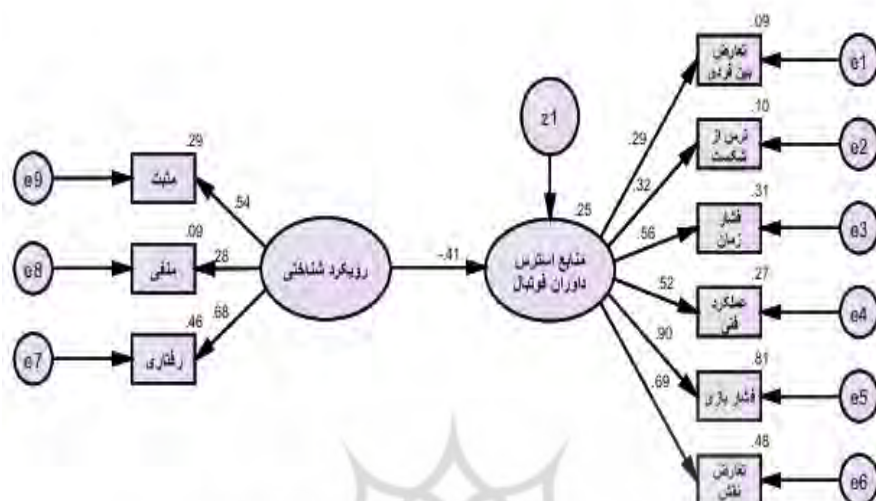 .09
تعارض
بین فردی
e1
.10
ترس از
شکست
e2
.31
فشار
زمان
e3
.27
عملکرد
فنی
e4
.81
فشار بازی
e5
.48
تعارض
نقش
e6
.29
.32
.56
.52
.90
.69
z1
.25
منابع استرس
داوران فوتبال
-.41
رویکرد شناختی
.54
.28
.68
.29
مثبت
e9
.09
منفی
e8
.46
رفتاری
e7